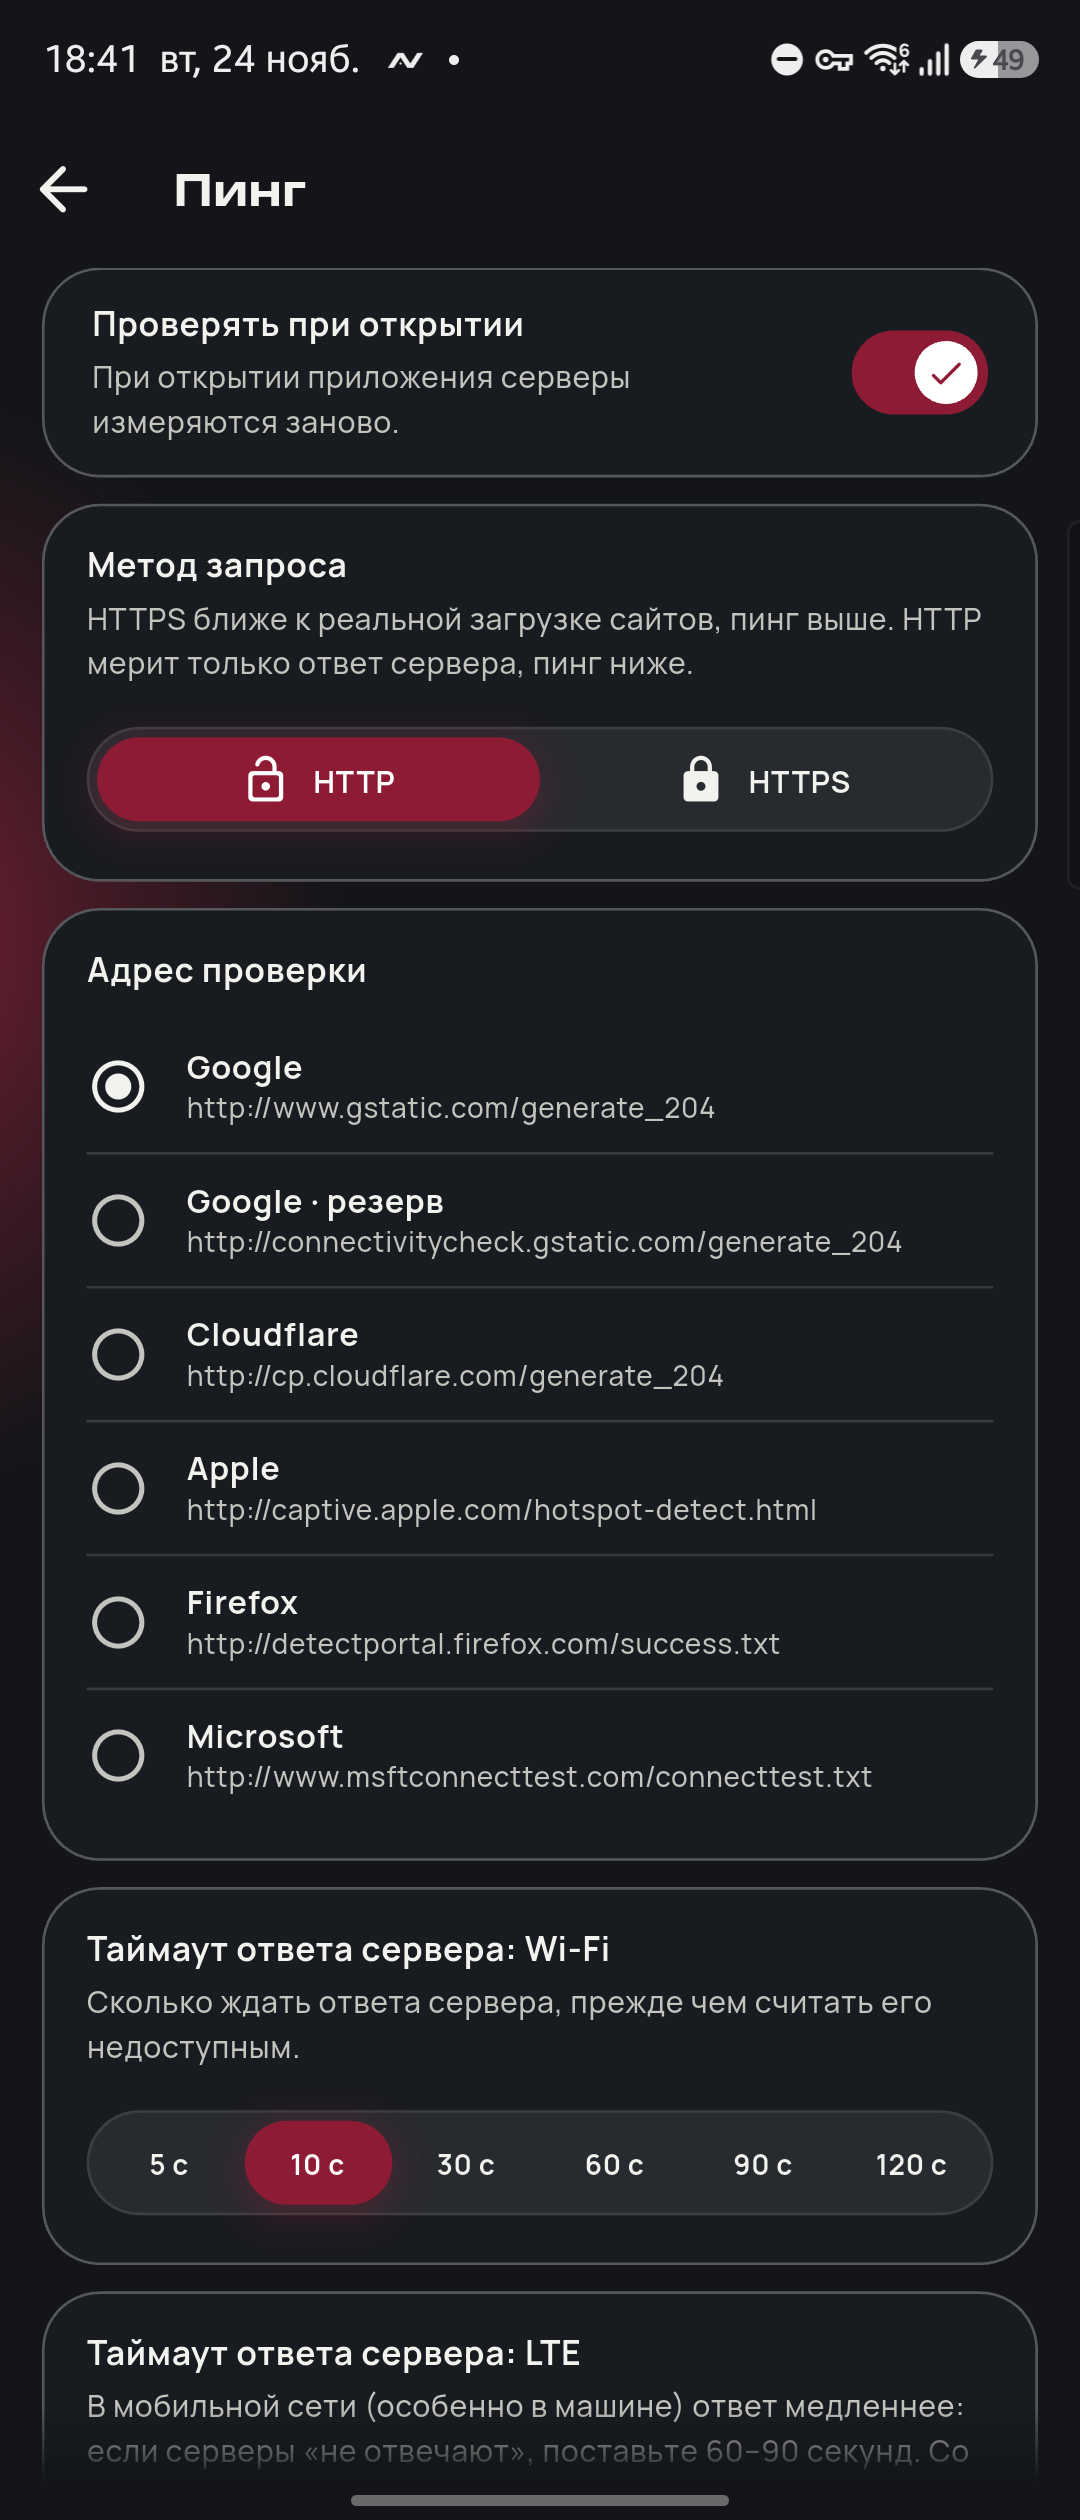 18:41 вт, 24 нояб.
6
49
Пинг
Проверять при открытии
При открытии приложения серверы
измеряются заново.
Метод запроса
HTTPS ближе к реальной загрузке сайтов, пинг выше. HTTP
мерит только ответ сервера, пинг ниже.
HTTP
HTTPS
Адрес проверки
Google
http://www.gstatic.com/generate_204
Google · резерв
http://connectivitycheck.gstatic.com/generate_204
Cloudflare
http://cp.cloudflare.com/generate_204
Apple
http://captive.apple.com/hotspot-detect.html
Firefox
http://detectportal.firefox.com/success.txt
Microsoft
http://www.msftconnecttest.com/connecttest.txt
Таймаут ответа сервера: Wi-Fi
Сколько ждать ответа сервера, прежде чем считать его
недоступным.
5 с
10 с
30 с
60 с
90 с
120 с
Таймаут ответа сервера: LTE
В мобильной сети (особенно в машине) ответ медленнее:
если серверы «не отвечают», поставьте 60–90 секунд. Со